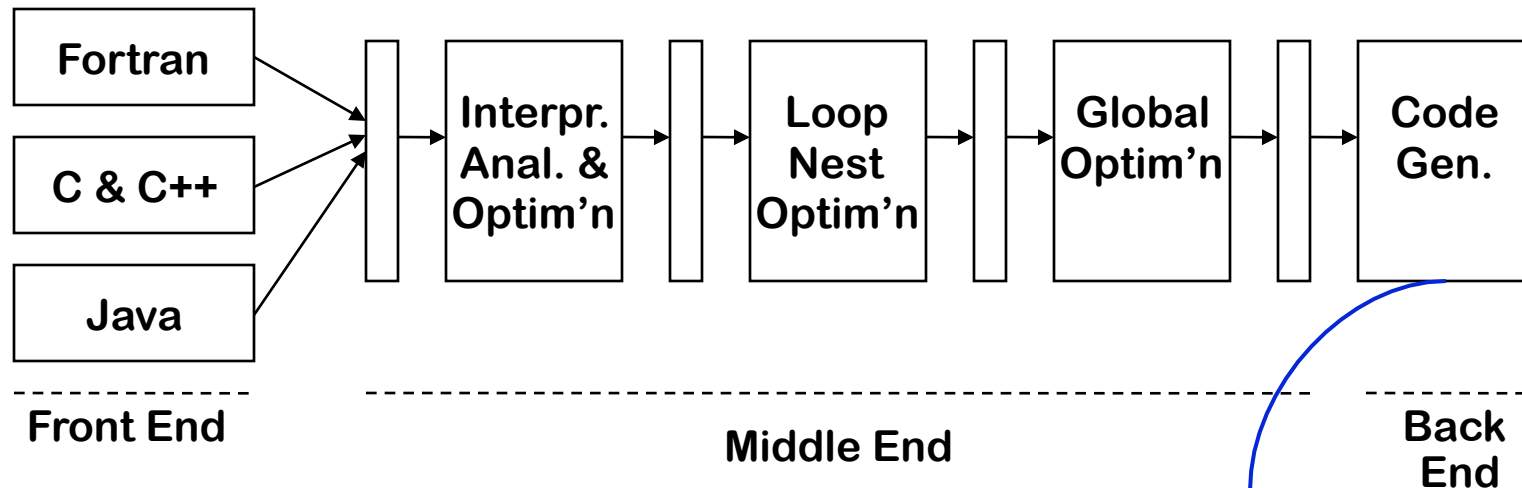 Fortran
C & C++
Java
Interpr.
Anal. &
Optim'n
Loop
Nest
Optim'n
Global
Optim'n
Code
Gen.
Front End
Middle End
Back
End